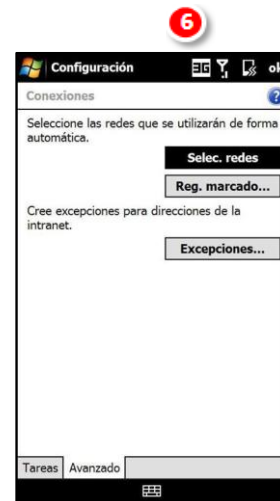 6
Configuración 3G ok
Conexiones ?
Seleccione las redes que se utilizarán de forma
automática.
Selec. redes
Reg. marcado...
Cree excepciones para direcciones de la
intranet.
Excepciones...
Tareas Avanzado